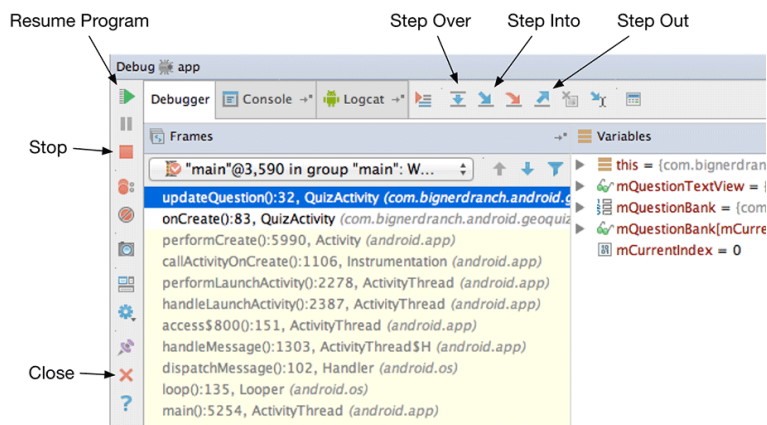 Resume Program
Step Over Step Into Step Out
Debug app
Debugger Console Logcat
Stop
Frames Variables
"main"@3,590 in group "main": W...
this = {com.bignerdranch
updateQuestion():32, QuizActivity (com.bignerdranch.android.g
mQuestionTextView = {
onCreate():83, QuizActivity (com.bignerdranch.android.geoquiz
mQuestionBank = {com
performCreate():5990, Activity (android.app)
mQuestionBank[mCurr
callActivityOnCreate():1106, Instrumentation (android.app)
mCurrentIndex = 0
performLaunchActivity():2278, ActivityThread (android.app)
handleLaunchActivity():2387, ActivityThread (android.app)
access$800():151, ActivityThread (android.app)
handleMessage():1303, ActivityThread$H (android.app)
Close
dispatchMessage():102, Handler (android.os)
loop():135, Looper (android.os)
main():5254, ActivityThread (android.app)
?